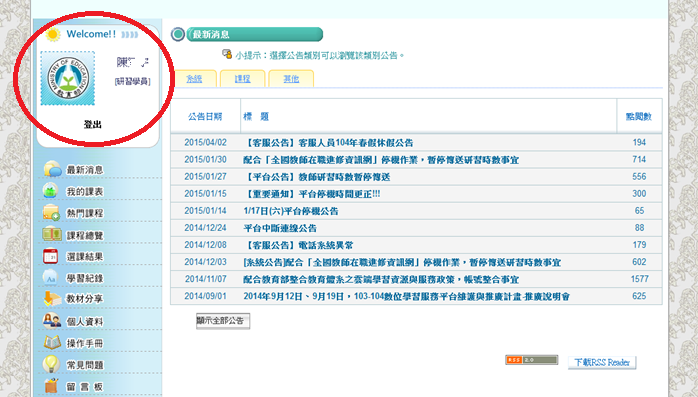 Welcome!!
MINISTRY OF EDUCATION
教育部
陳
[研習學員]
登出
最新消息
我的課表
熱門課程
課程總覽
選課結果
學習紀錄
教材分享
個人資料
操作手冊
常見問題
留言板
最新消息
小提示：選擇公告類別可以瀏覽該類別公告。
系統 課程 其他
公告日期 標 題 點閱數
2015/04/02 【客服公告】客服人員104年春假休假公告 194
2015/01/30 配合「全國教師在職進修資訊網」停機作業，暫停傳送研習時數事宜 714
2015/01/27 【平台公告】教師研習時數暫停傳送 556
2015/01/15 【重要通知】平台停機時間更正!!! 300
2015/01/14 1/17日(六)平台停機公告 65
2014/12/24 平台中斷連線公告 88
2014/12/08 【客服公告】電話系統異常 179
2014/12/03 [系統公告]配合「全國教師在職進修資訊網」停機作業，暫停傳送研習時數事宜 602
2014/11/07 配合教育部整合教育體系之雲端學習資源與服務政策，帳號整合事宜 1577
2014/09/01 2014年9月12日、9月19日，103-104數位學習服務平台維護與推廣計畫-推廣說明會 625
顯示全部公告
下載RSS Reader